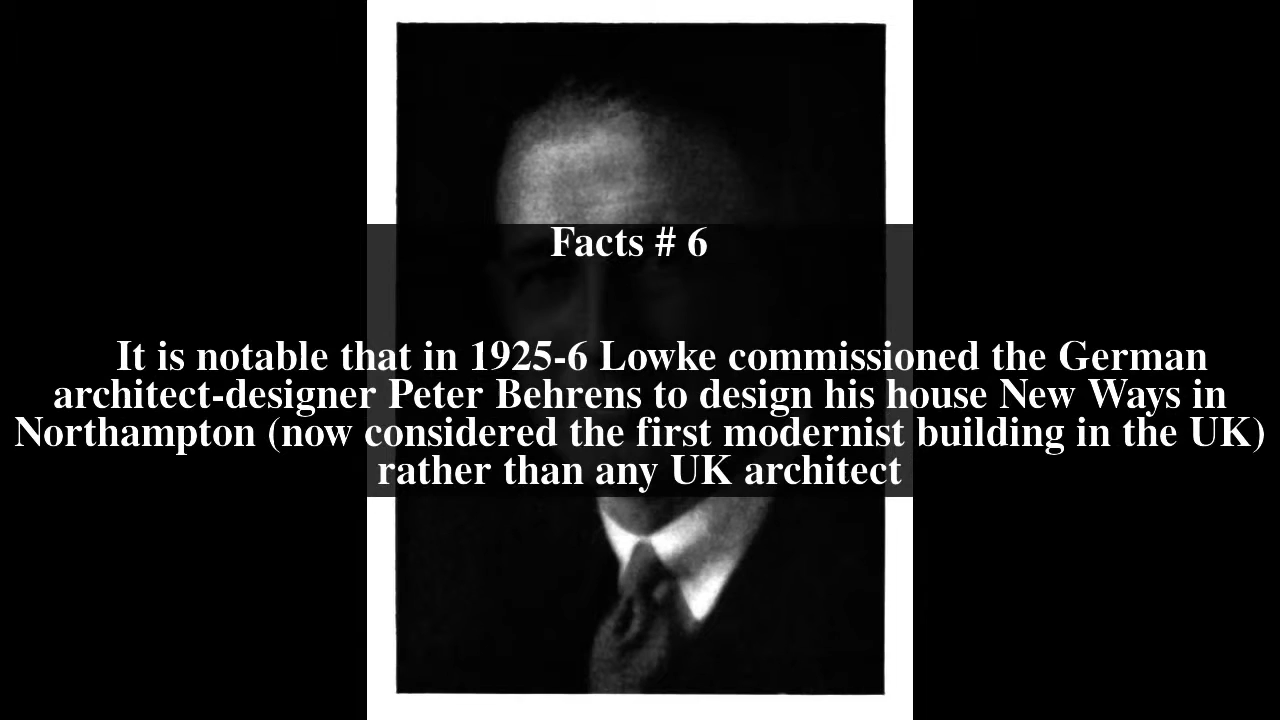 Facts # 6
It is notable that in 1925-6 Lowke commissioned the German
architect-designer Peter Behrens to design his house New Ways in
Northampton (now considered the first modernist building in the UK)
rather than any UK architect